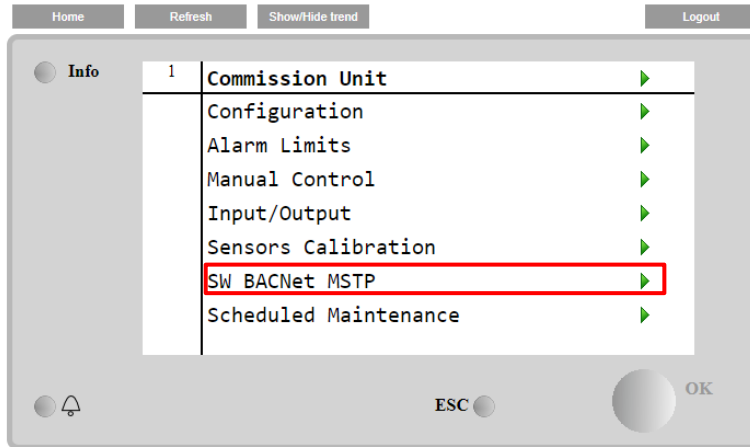 Home Refresh Show/Hide trend Logout
Info
1 Commission Unit
Configuration
Alarm Limits
Manual Control
Input/Output
Sensors Calibration
SW BACNet MSTP
Scheduled Maintenance
ESC OK